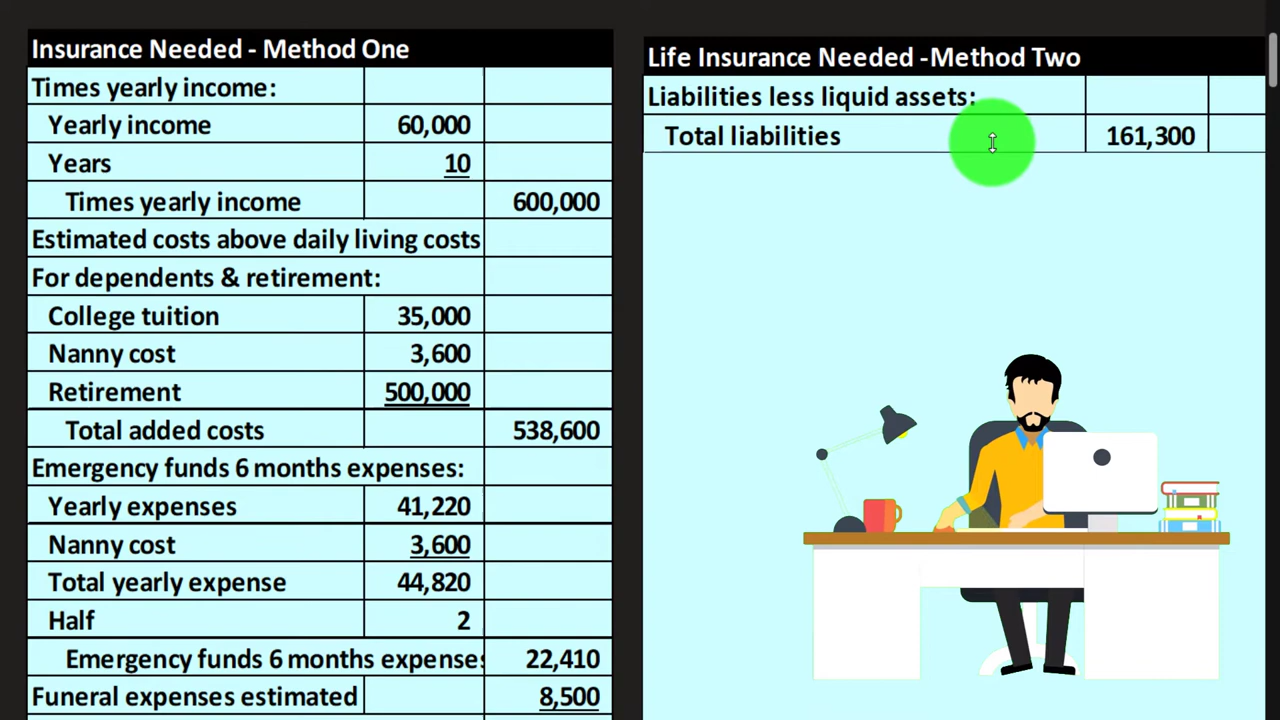 Insurance Needed - Method One
Times yearly income:
Yearly income 60,000
Years 10
Times yearly income 600,000
Estimated costs above daily living costs
For dependents & retirement:
College tuition 35,000
Nanny cost 3,600
Retirement 500,000
Total added costs 538,600
Emergency funds 6 months expenses:
Yearly expenses 41,220
Nanny cost 3,600
Total yearly expense 44,820
Half 2
Emergency funds 6 months expenses 22,410
Funeral expenses estimated 8,500
Life Insurance Needed -Method Two
Liabilities less liquid assets:
Total liabilities 161,300